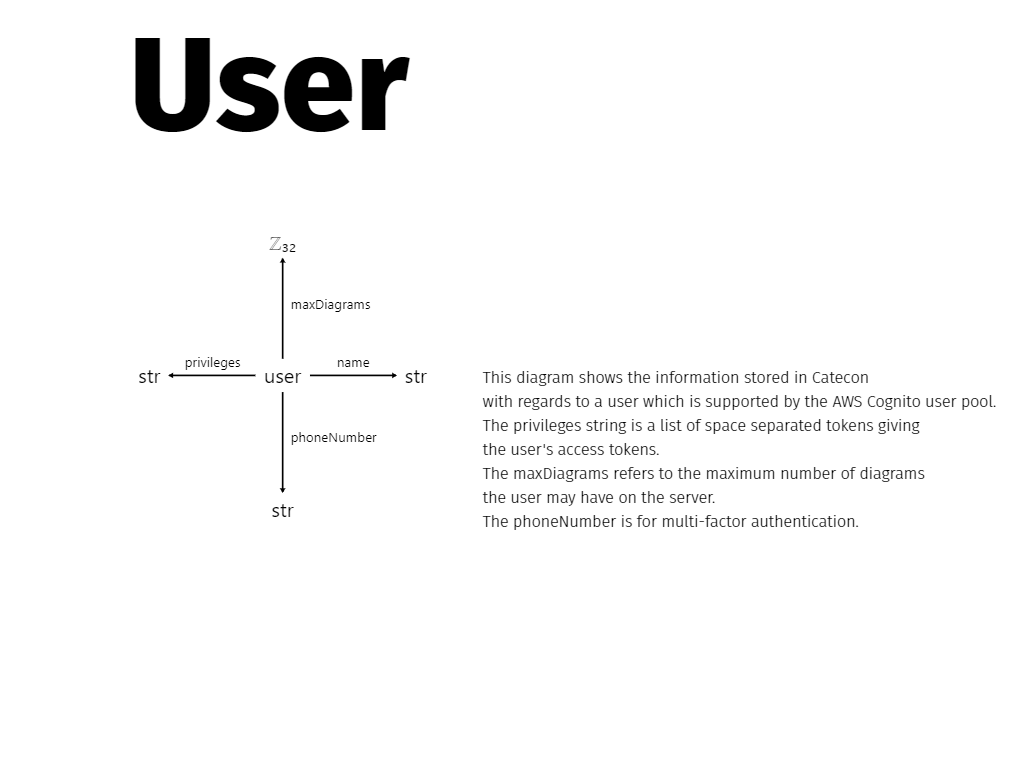 User
ℤ32
maxDiagrams
privileges
name
str
user
str
phoneNumber
str
This diagram shows the information stored in Catecon
with regards to a user which is supported by the AWS Cognito user pool.
The privileges string is a list of space separated tokens giving
the user's access tokens.
The maxDiagrams refers to the maximum number of diagrams
the user may have on the server.
The phoneNumber is for multi-factor authentication.